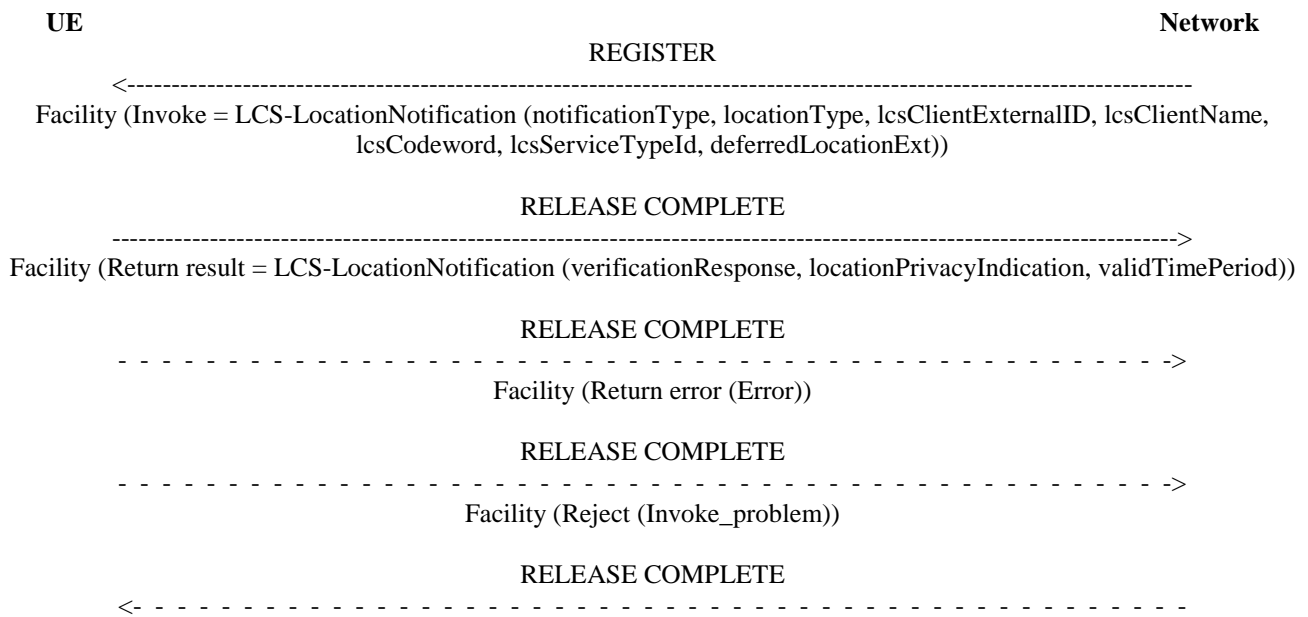 UE Network
REGISTER
<------------------------------------------------------------------------------------------------------------------------
Facility (Invoke = LCS-LocationNotification (notificationType, locationType, lcsClientExternalID, lcsClientName,
lcsCodeword, lcsServiceTypeId, deferredLocationExt))
RELEASE COMPLETE
------------------------------------------------------------------------------------------------------------------------>
Facility (Return result = LCS-LocationNotification (verificationResponse, locationPrivacyIndication, validTimePeriod))
RELEASE COMPLETE
- - - - - - - - - - - - - - - - - - - - - - - - - - - - - - - - - - - - - - - - ->
Facility (Return error (Error))
RELEASE COMPLETE
- - - - - - - - - - - - - - - - - - - - - - - - - - - - - - - - - - - - - - - - ->
Facility (Reject (Invoke_problem))
RELEASE COMPLETE
<- - - - - - - - - - - - - - - - - - - - - - - - - - - - - - - - - - - - - - - - -